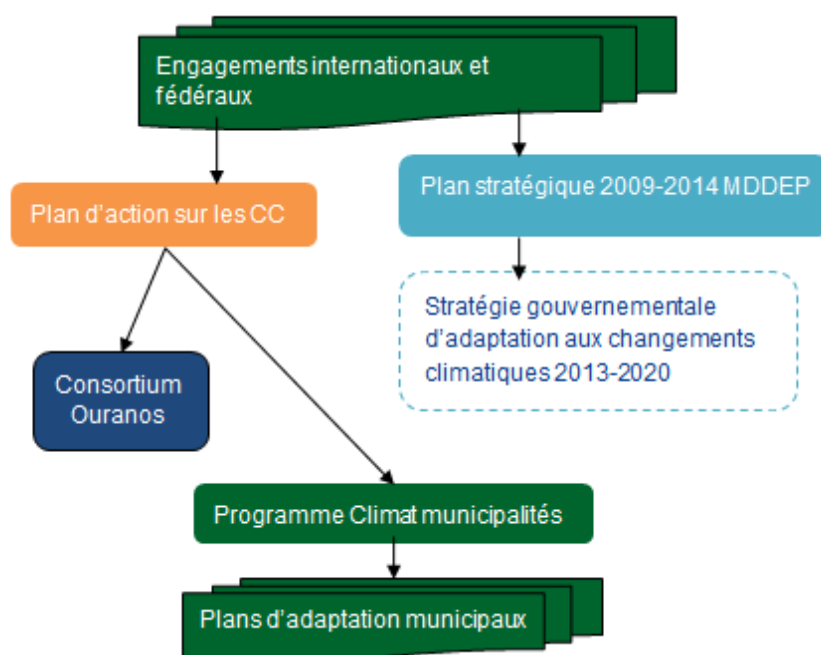 Engagements internationaux et
fédéraux
Plan d'action sur les CC
Plan stratégique 2009-2014 MDDEP
Stratégie gouvernementale
d'adaptation aux changements
climatiques 2013-2020
Consortium
Ouranos
Programme Climat municipalités
Plans d'adaptation municipaux